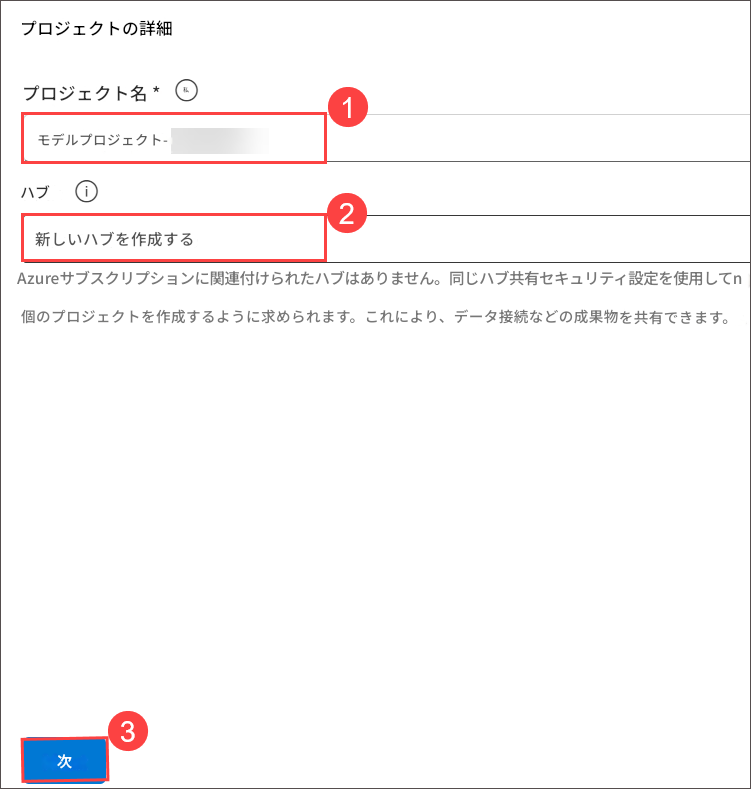 プロジェクトの詳細
プロジェクト名 *
1
モデルプロジェクト-
ハブ i
2
新しいハブを作成する
Azureサブスクリプションに関連付けられたハブはありません。同じハブ共有セキュリティ設定を使用してn
個のプロジェクトを作成するように求められます。これにより、データ接続などの成果物を共有できます。
3
次